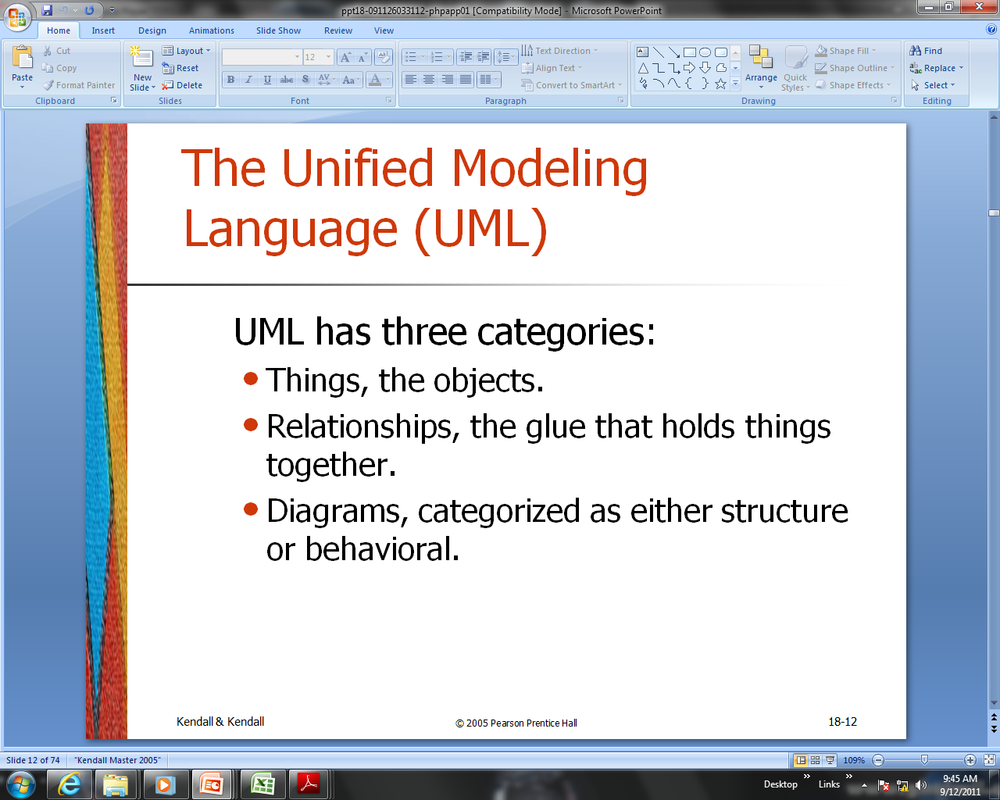 ppt18-091126033112-phpapp01 [Compatibility Mode] - Microsoft PowerPoint
Home Insert Design Animations Slide Show Review View
Paste
Cut
Copy
Format Painter
Clipboard
New Slide
Layout
Reset
Delete
Slides
12
B I U abc S AV Aa A
Font
Text Direction
Align Text
Convert to SmartArt
Paragraph
Arrange
Quick Styles
Shape Fill
Shape Outline
Shape Effects
Drawing
Find
Replace
Select
Editing
The Unified Modeling
Language (UML)
UML has three categories:
Things, the objects.
Relationships, the glue that holds things
together.
Diagrams, categorized as either structure
or behavioral.
Kendall & Kendall © 2005 Pearson Prentice Hall 18-12
Slide 12 of 74 "Kendall Master 2005" 109%
Desktop » Links » 9:45 AM
9/12/2011